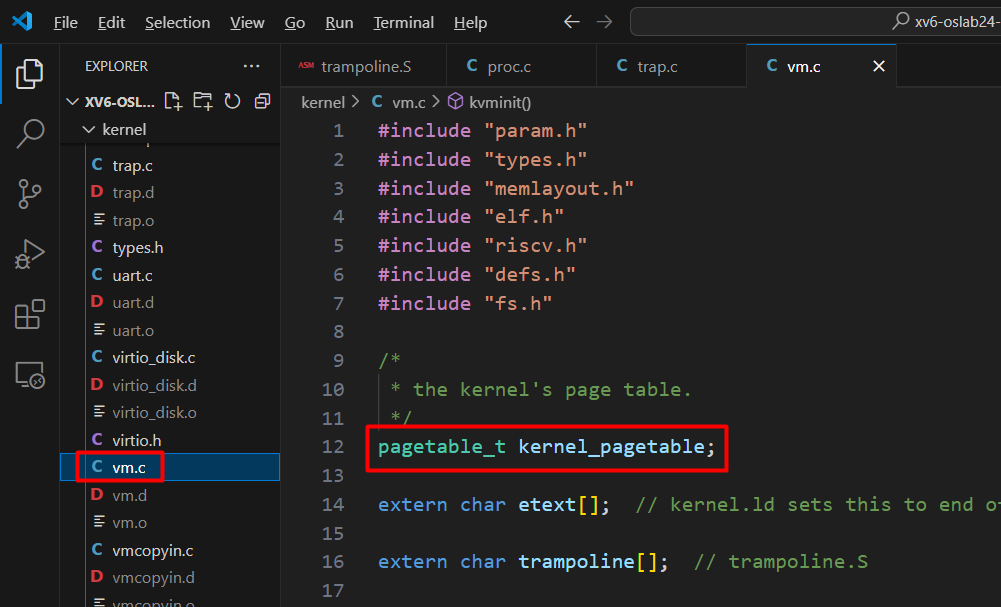 File Edit Selection View Go Run Terminal Help xv6-oslab24-
EXPLORER
ASM trampoline.S C proc.c C trap.c C vm.c
XV6-OSL...
kernel > C vm.c > kvminit()
kernel
C trap.c
D trap.d
trap.o
C types.h
C uart.c
D uart.d
uart.o
C virtio_disk.c
D virtio_disk.d
virtio_disk.o
C virtio.h
C vm.c
D vm.d
vm.o
C vmcopyin.c
D vmcopyin.d
vmcopyin.o
1 #include "param.h"
2 #include "types.h"
3 #include "memlayout.h"
4 #include "elf.h"
5 #include "riscv.h"
6 #include "defs.h"
7 #include "fs.h"
8
9 /*
10 * the kernel's page table.
11 */
12 pagetable_t kernel_pagetable;
13
14 extern char etext[]; // kernel.ld sets this to end of
15
16 extern char trampoline[]; // trampoline.S
17